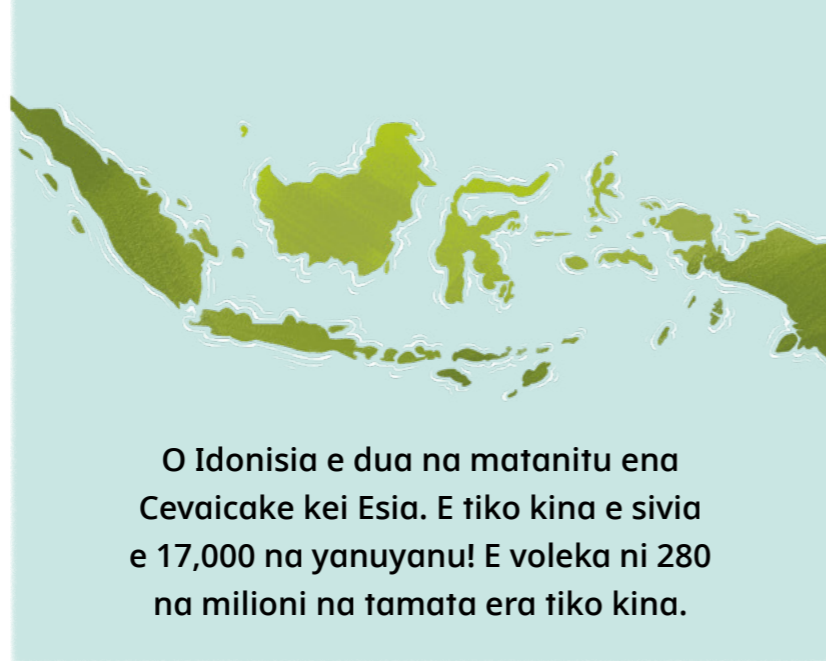 O Idonisia e dua na matanitu ena
Cevaicake kei Esia. E tiko kina e sivia
e 17,000 na yanuyanu! E voleka ni 280
na milioni na tamata era tiko kina.